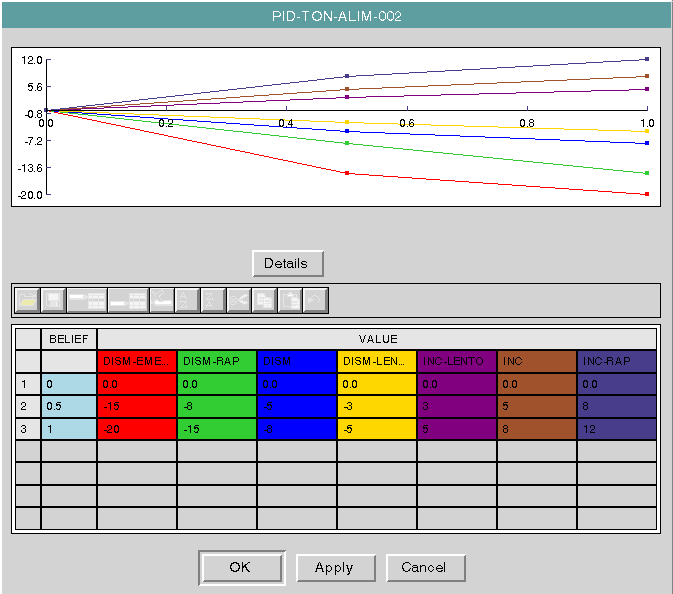 PID-TON-ALIM-002
12.0
5.6
-0.8
0.0 0.2 0.4 0.6 0.8 1.0
-7.2
-13.6
-20.0
Details
BELIEF VALUE
DISM-EME... DISM-RAP DISM DISM-LEN... INC-LENTO INC INC-RAP
1 0 0.0 0.0 0.0 0.0 0.0 0.0 0.0
2 0.5 -15 -8 -5 -3 3 5 8
3 1 -20 -15 -8 -5 5 8 12
OK Apply Cancel